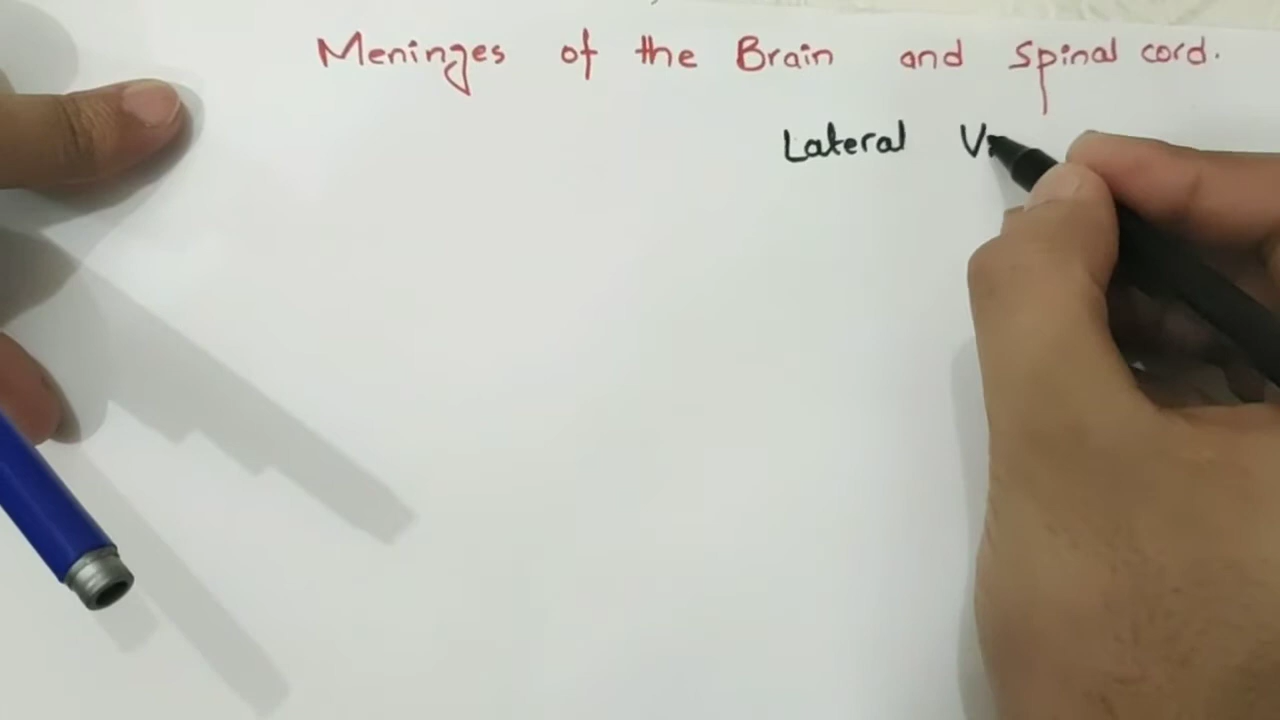 Meninges of the Brain and Spinal cord.
Lateral